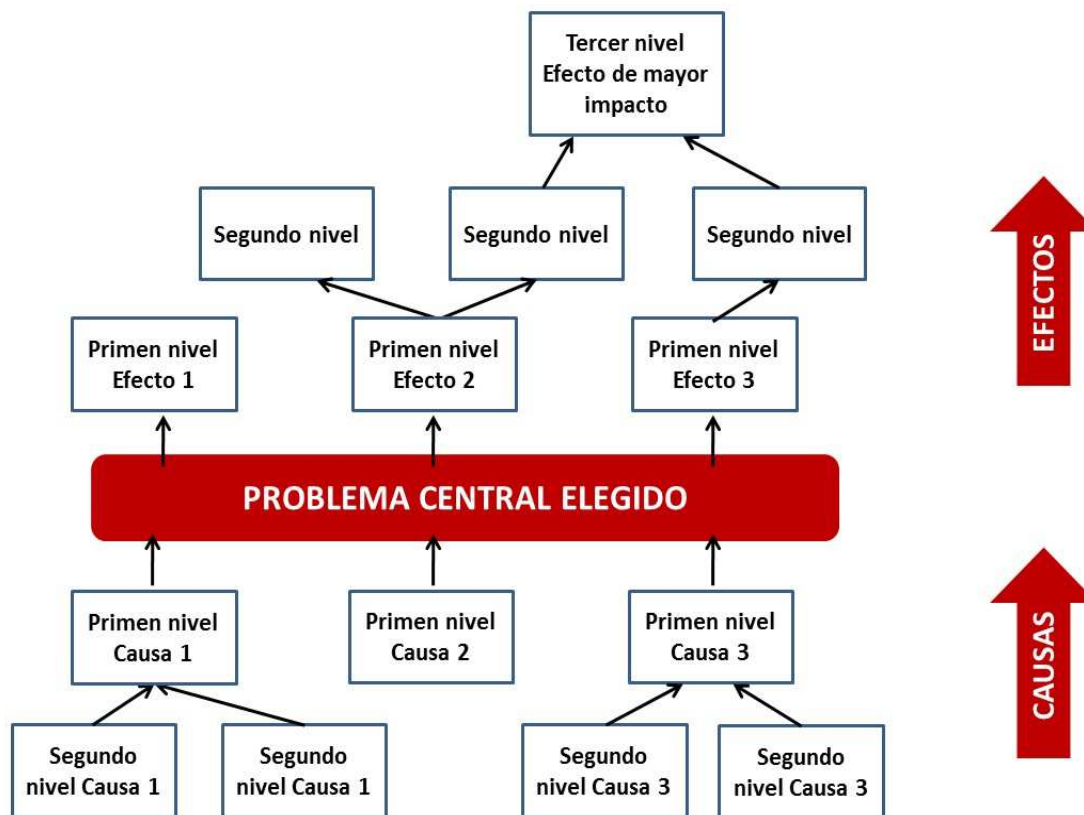 Tercer nivel
Efecto de mayor
impacto
Segundo nivel
Segundo nivel
Segundo nivel
EFECTOS
Primen nivel
Efecto 1
Primen nivel
Efecto 2
Primen nivel
Efecto 3
PROBLEMA CENTRAL ELEGIDO
Primen nivel
Causa 1
Primen nivel
Causa 2
Primen nivel
Causa 3
CAUSAS
Segundo
nivel Causa 1
Segundo
nivel Causa 1
Segundo
nivel Causa 3
Segundo
nivel Causa 3